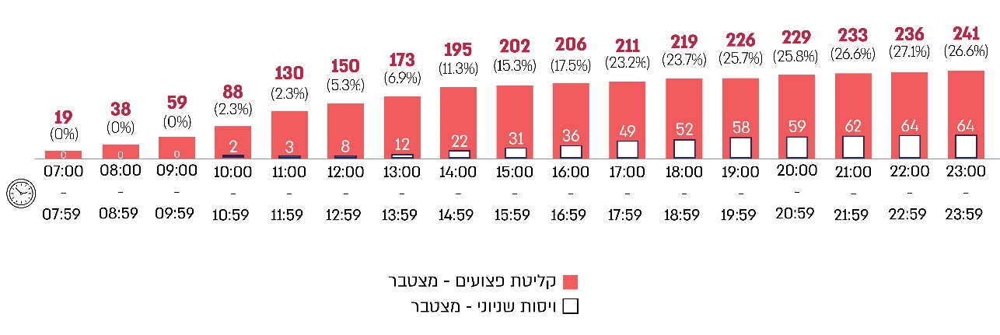 19 38 59 88 130 150 173 195 202 206 211 219 226 229 233 236 241
(0%) (0%) (0%) (2.3%) (2.3%) (5.3%) (6.9%) (11.3%) (15.3%) (17.5%) (23.2%) (23.7%) (25.7%) (25.8%) (26.6%) (27.1%) (26.6%)
0 0 0 2 3 8 12 22 31 36 49 52 58 59 62 64 64
07:00 08:00 09:00 10:00 11:00 12:00 13:00 14:00 15:00 16:00 17:00 18:00 19:00 20:00 21:00 22:00 23:00
- - - - - - - - - - - - - - - - -
07:59 08:59 09:59 10:59 11:59 12:59 13:59 14:59 15:59 16:59 17:59 18:59 19:59 20:59 21:59 22:59 23:59
קליטת פצועים - מצטבר
ויסות שניוני - מצטבר